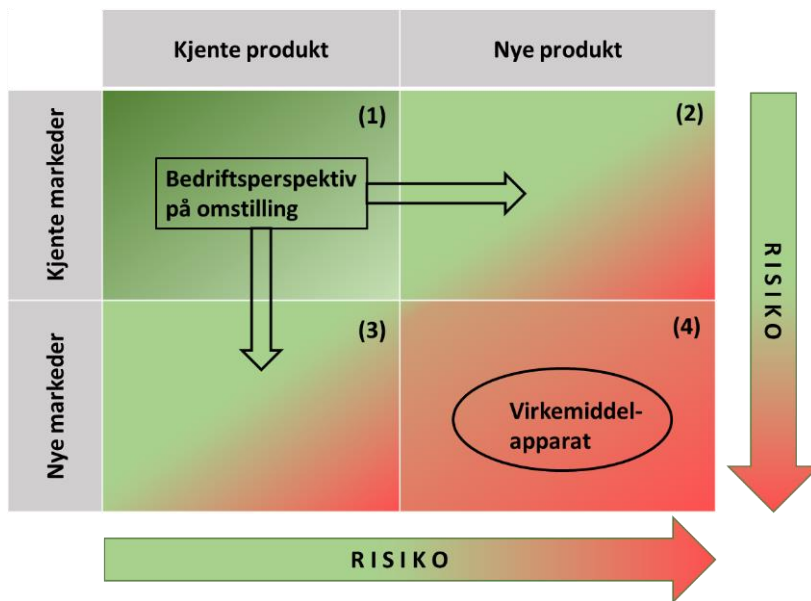 Kjente produkt
Nye produkt
Kjente markeder
(1)
(2)
Bedriftsperspektiv
på omstilling
Nye markeder
(3)
(4)
Virkemiddel-
apparat
RISIKO
RISIKO